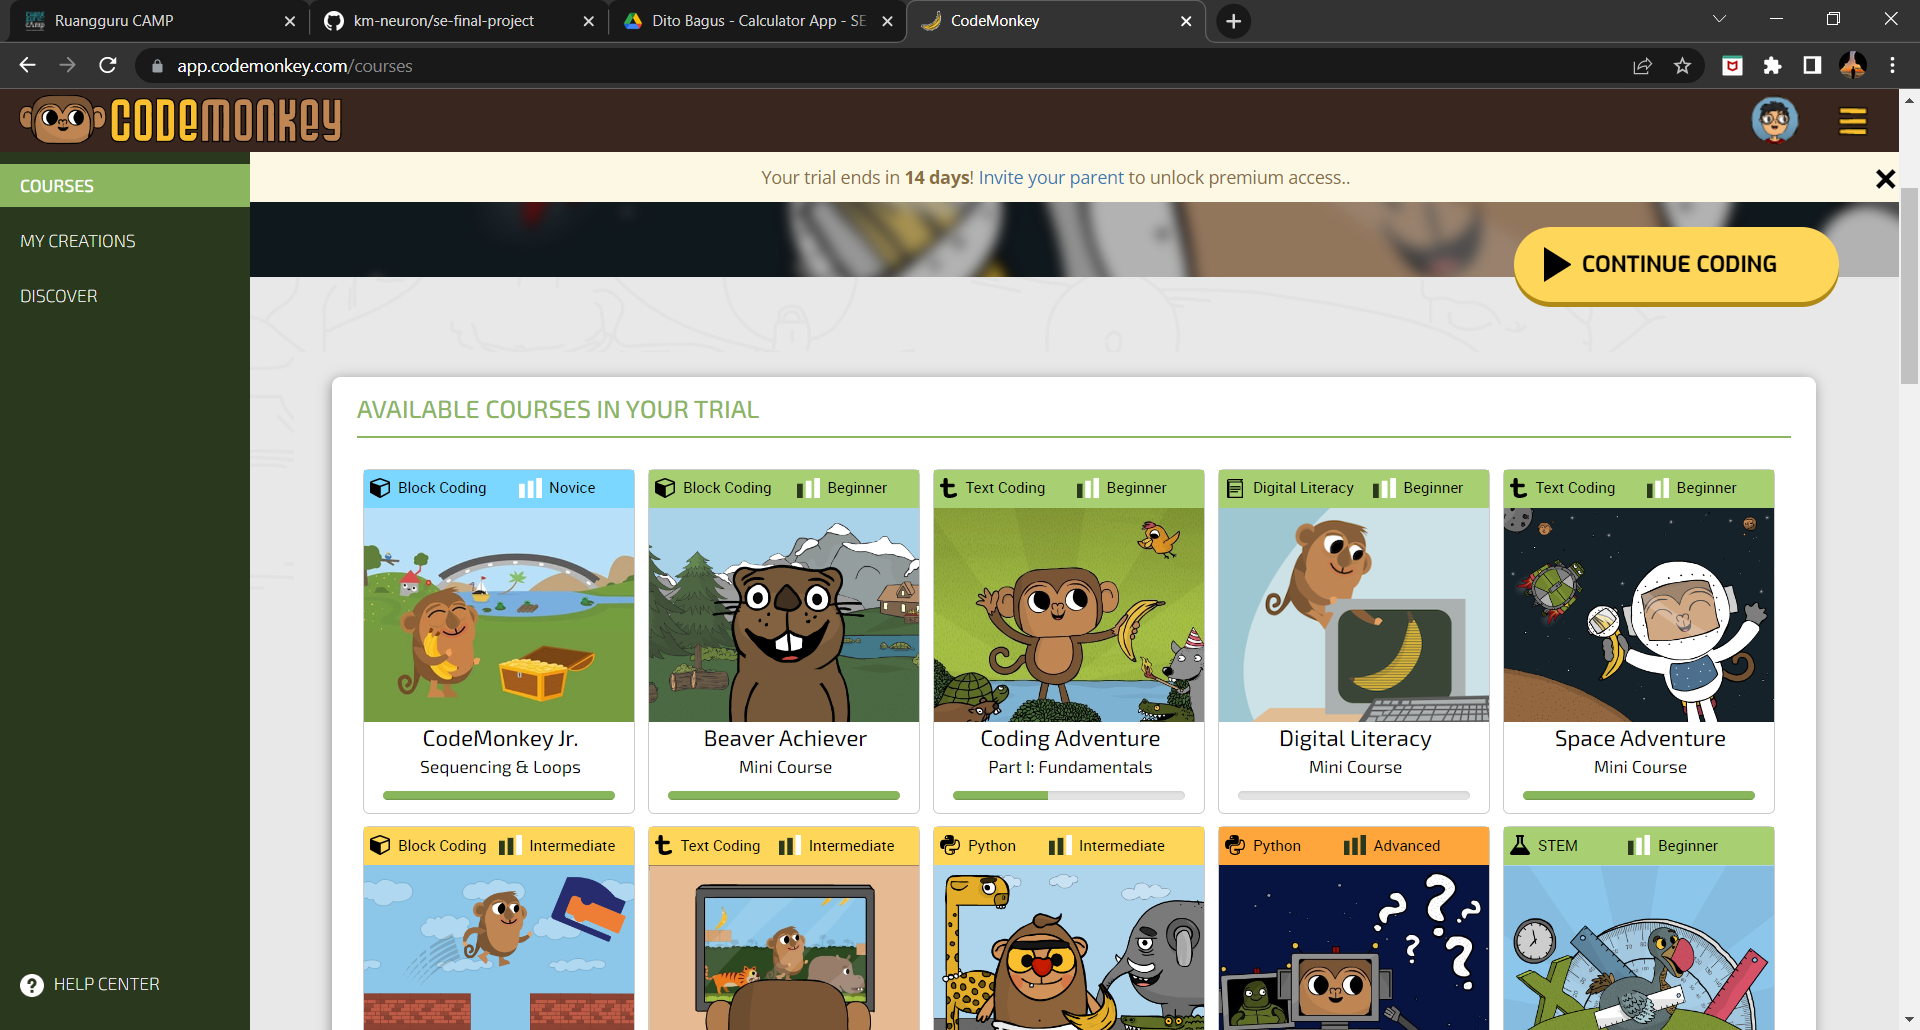 Ruangguru CAMP
km-neuron/se-final-project
Dito Bagus - Calculator App - SE
CodeMonkey
app.codemonkey.com/courses
CODEMONKEY
COURSES
MY CREATIONS
DISCOVER
HELP CENTER
Your trial ends in 14 days! Invite your parent to unlock premium access..
CONTINUE CODING
AVAILABLE COURSES IN YOUR TRIAL
Block Coding Novice
CodeMonkey Jr.
Sequencing & Loops
Block Coding Beginner
Beaver Achiever
Mini Course
Text Coding Beginner
Coding Adventure
Part I: Fundamentals
Digital Literacy Beginner
Digital Literacy
Mini Course
Text Coding Beginner
Space Adventure
Mini Course
Block Coding Intermediate
Text Coding Intermediate
Python Intermediate
Python Advanced
STEM Beginner